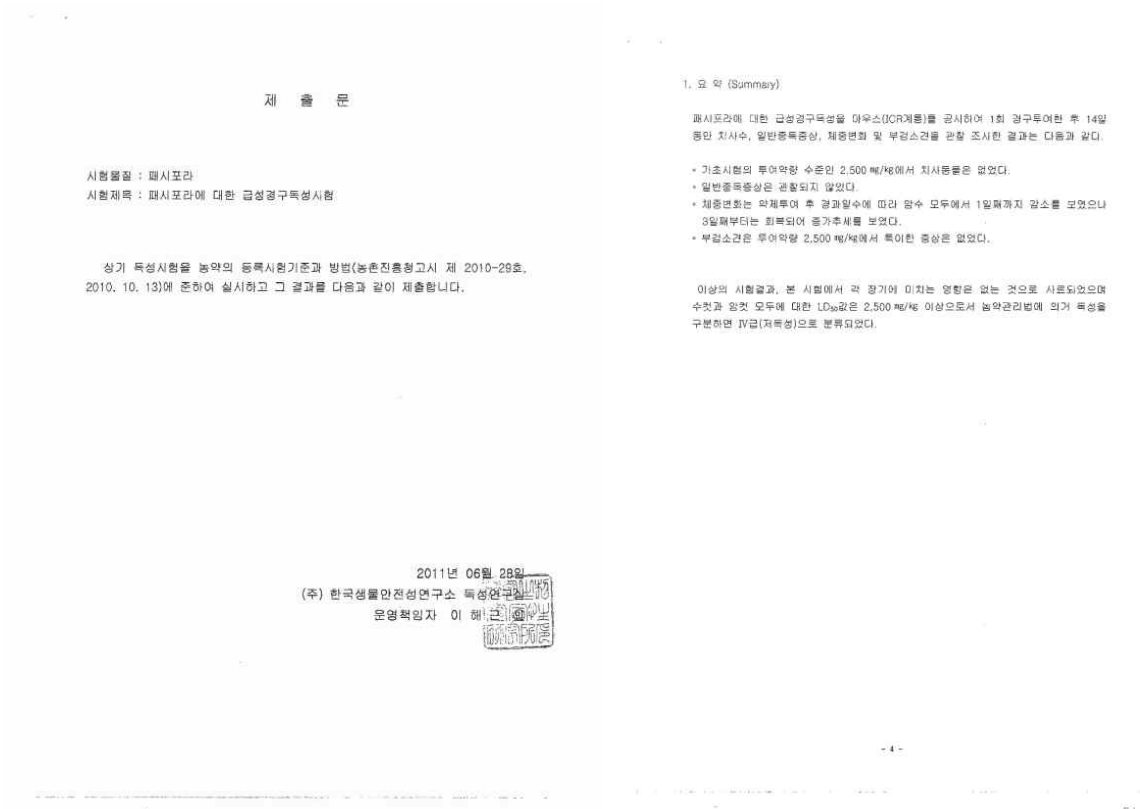 제 출 문
시험물질 : 패시포라
시험제목 : 패시포라에 대한 급성경구독성시험
상기 독성시험을 농약의 등록시험기준과 방법(농촌진흥청고시 제 2010-29호,
2010. 10. 13)에 준하여 실시하고 그 결과를 다음과 같이 제출합니다.
2011년 06월 28일
(주) 한국생물안전성연구소 독성연구실
운영책임자 이 해 근
1. 요 약 (Summary)
패시포라에 대한 급성경구독성을 마우스(ICR계통)를 공시하여 1회 경구투여한 후 14일
동안 치사수, 일반중독증상, 체중변화 및 부검소견을 관찰 조사한 결과는 다음과 같다.
* 기초시험의 투여약량 수준인 2,500 mg/kg에서 치사동물은 없었다.
* 일반중독증상은 관찰되지 않았다.
* 체중변화는 약제투여 후 경과일수에 따라 암수 모두에서 1일째까지 감소를 보였으나
3일째부터는 회복되어 증가추세를 보였다.
* 부검소견은 투여약량 2,500 mg/kg에서 특이한 증상은 없었다.
이상의 시험결과, 본 시험에서 각 장기에 미치는 영향은 없는 것으로 사료되었으며
수컷과 암컷 모두에 대한 LD₅₀값은 2,500 mg/kg 이상으로서 농약관리법에 의거 독성을
구분하면 Ⅳ급(저독성)으로 분류되었다.
- 4 -